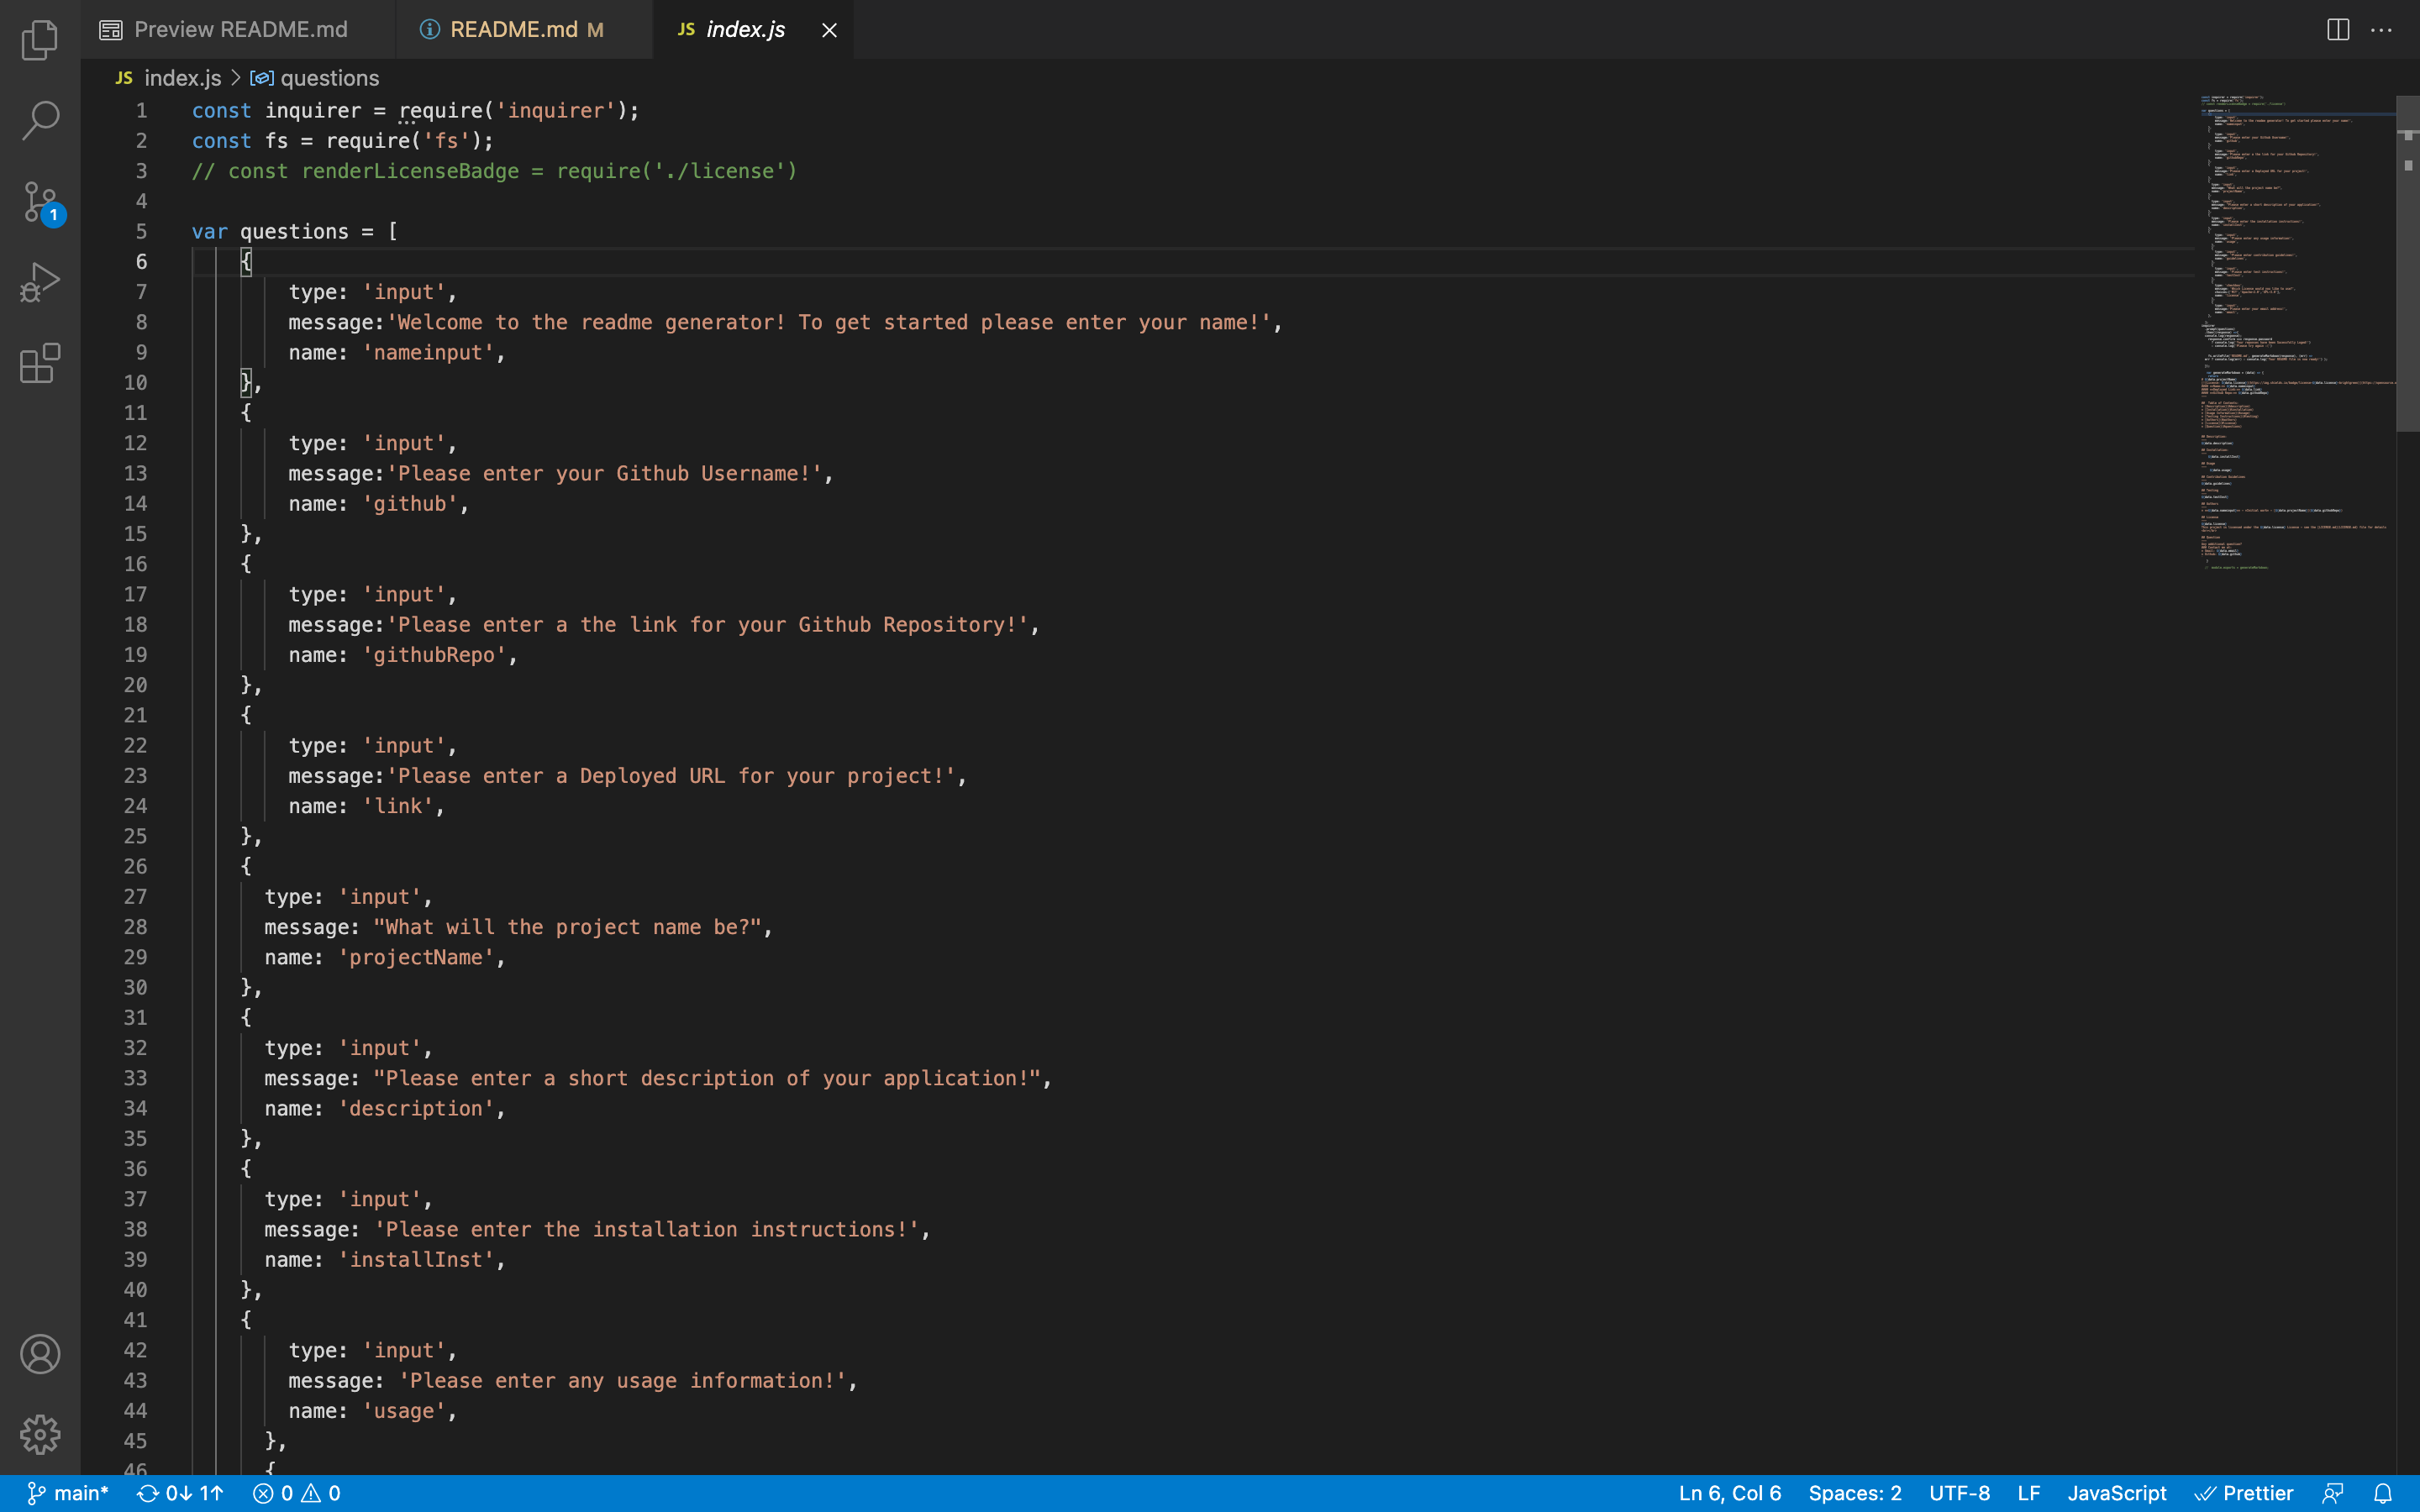 Preview README.md
README.md M
JS index.js
JS index.js > questions
1 const inquirer = require('inquirer');
2 const fs = require('fs');
3 // const renderLicenseBadge = require('./license')
4
5 var questions = [
6 {
7 type: 'input',
8 message:'Welcome to the readme generator! To get started please enter your name!',
9 name: 'nameinput',
10 },
11 {
12 type: 'input',
13 message:'Please enter your Github Username!',
14 name: 'github',
15 },
16 {
17 type: 'input',
18 message:'Please enter a the link for your Github Repository!',
19 name: 'githubRepo',
20 },
21 {
22 type: 'input',
23 message:'Please enter a Deployed URL for your project!',
24 name: 'link',
25 },
26 {
27 type: 'input',
28 message: "What will the project name be?",
29 name: 'projectName',
30 },
31 {
32 type: 'input',
33 message: "Please enter a short description of your application!",
34 name: 'description',
35 },
36 {
37 type: 'input',
38 message: 'Please enter the installation instructions!',
39 name: 'installInst',
40 },
41 {
42 type: 'input',
43 message: 'Please enter any usage information!',
44 name: 'usage',
45 },
46 {
1
main* 0↓ 1↑ 0 0 Ln 6, Col 6 Spaces: 2 UTF-8 LF JavaScript Prettier